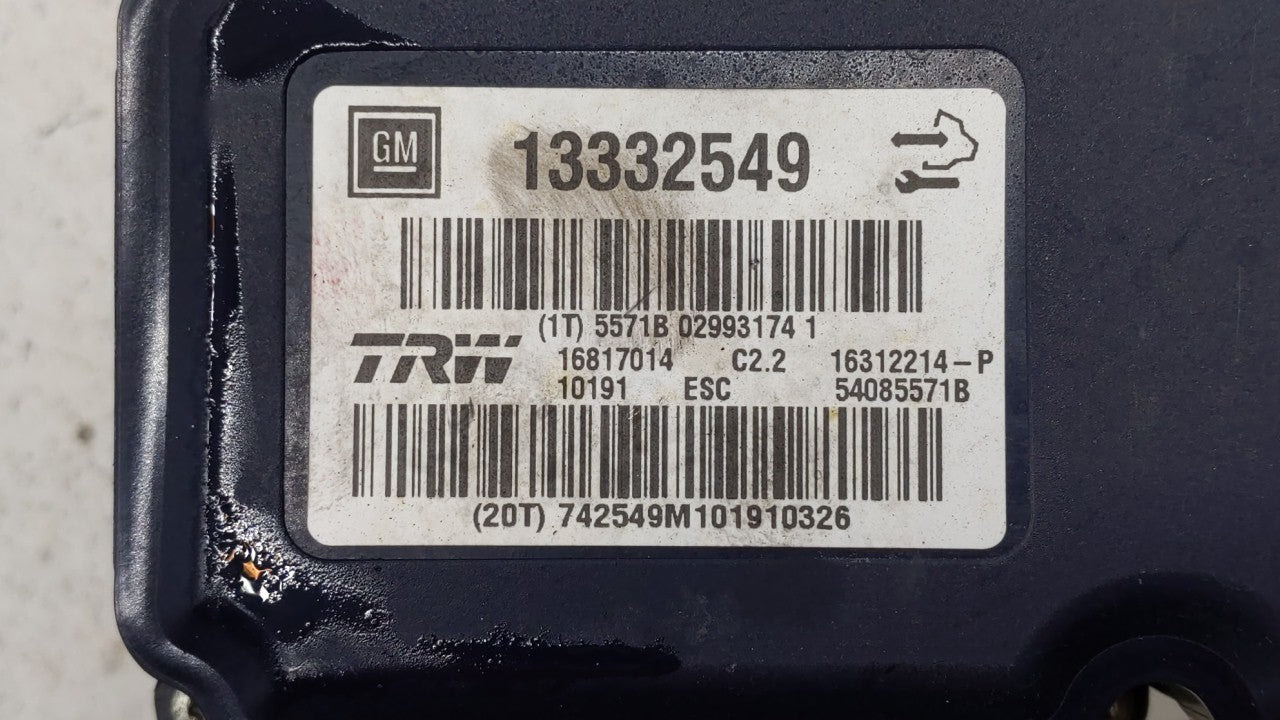 GM 13332549
(1T) 5571B 02993174 1
TRW 16817014 C2.2 16312214-P
10191 ESC 54085571B
(20T) 742549M101910326